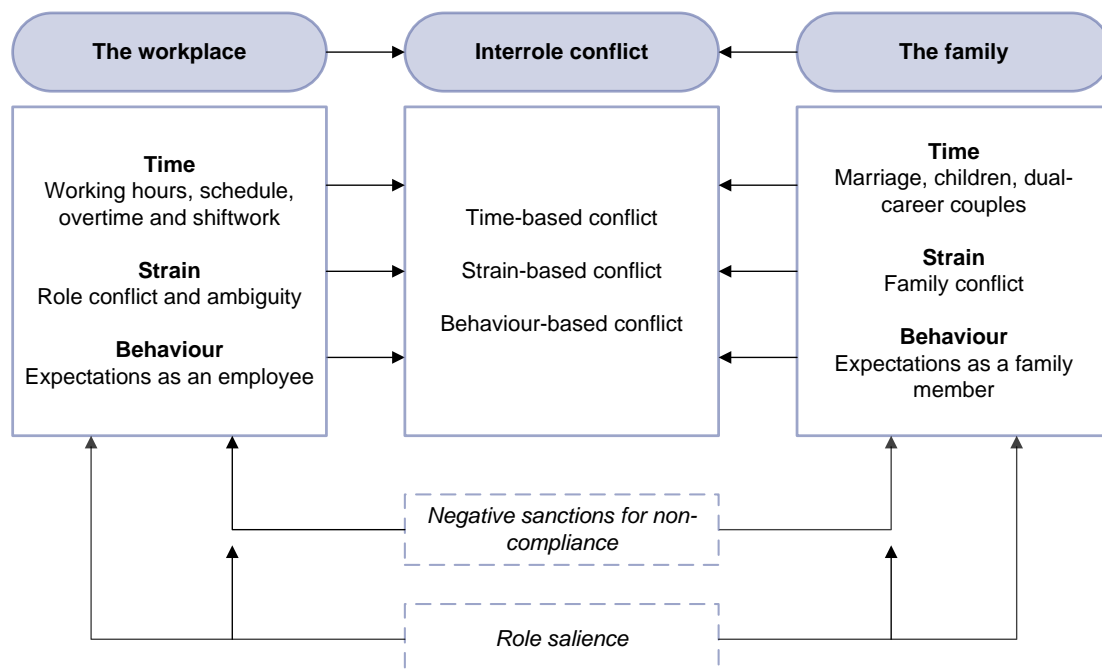 The workplace
Interrole conflict
The family
Time
Working hours, schedule,
overtime and shiftwork
Strain
Role conflict and ambiguity
Behaviour
Expectations as an employee
Time-based conflict
Strain-based conflict
Behaviour-based conflict
Time
Marriage, children, dual-
career couples
Strain
Family conflict
Behaviour
Expectations as a family
member
Negative sanctions for non-
compliance
Role salience